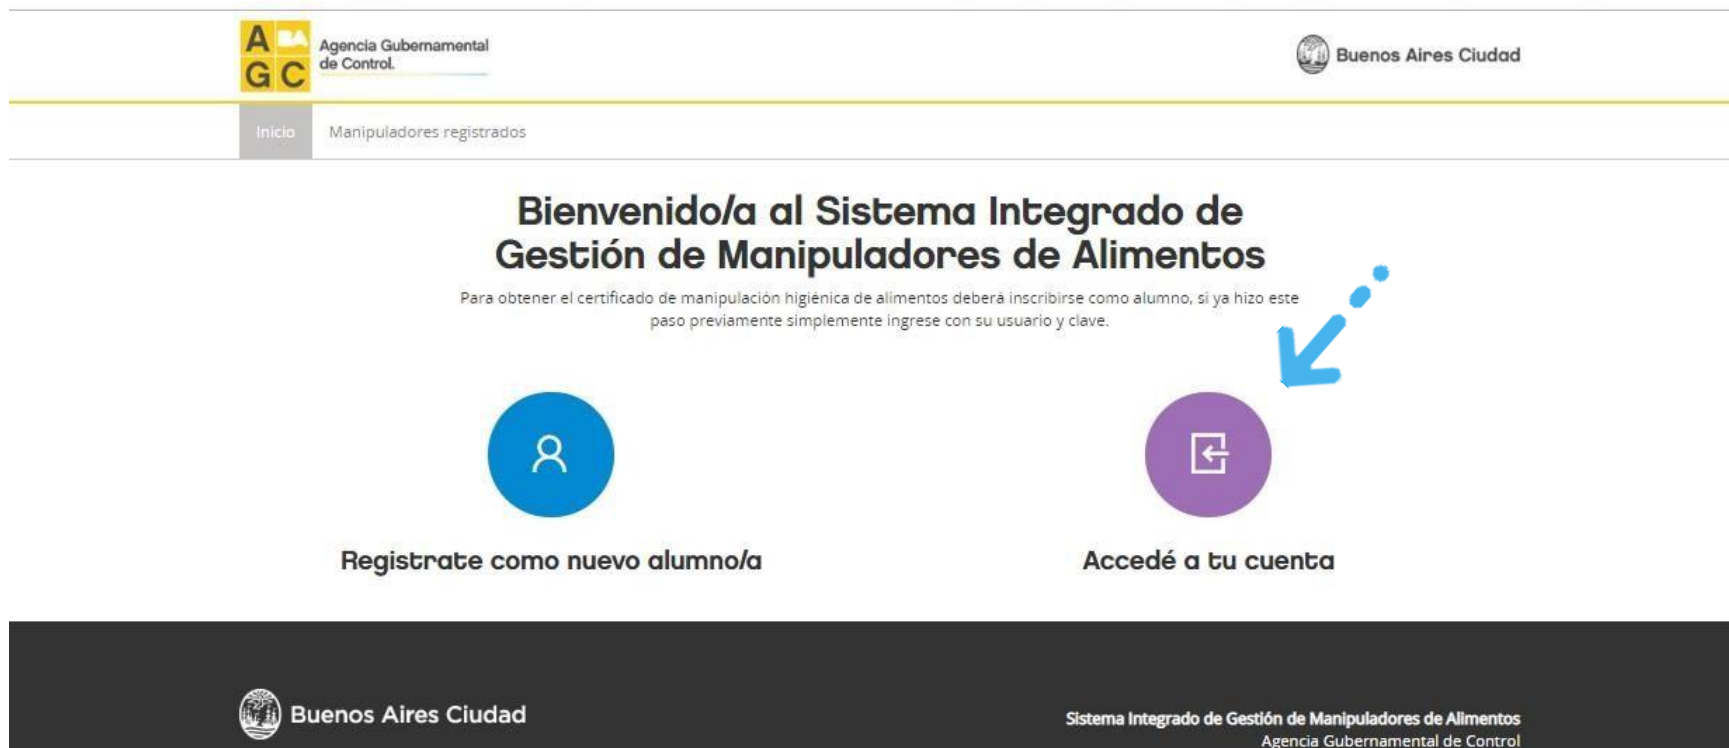 A BA
G C
Agencia Gubernamental
de Control.
Buenos Aires Ciudad
Inicio
Manipuladores registrados
Bienvenido/a al Sistema Integrado de
Gestión de Manipuladores de Alimentos
Para obtener el certificado de manipulación higiénica de alimentos deberá inscribirse como alumno, si ya hizo este
paso previamente simplemente ingrese con su usuario y clave.
Registrate como nuevo alumno/a
Accedé a tu cuenta
Buenos Aires Ciudad
Sistema Integrado de Gestión de Manipuladores de Alimentos
Agencia Gubernamental de Control